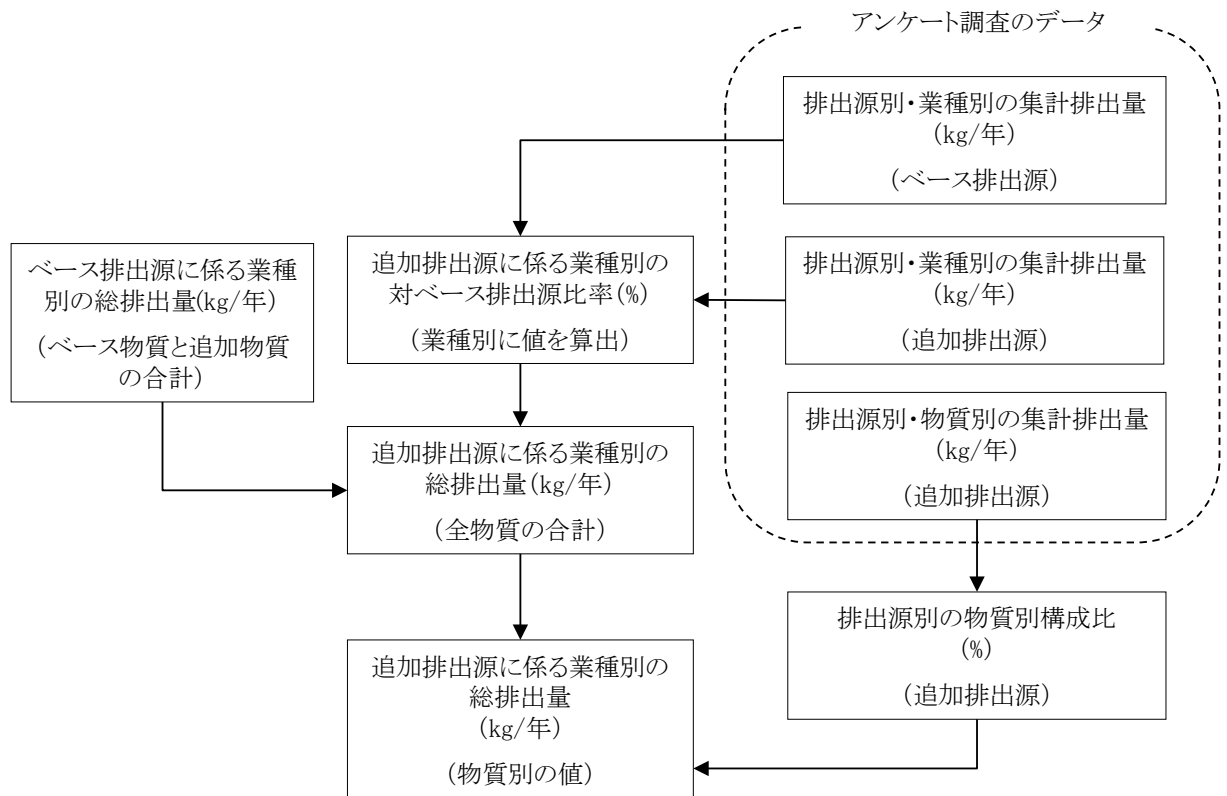 アンケート調査のデータ
排出源別・業種別の集計排出量
(kg/年)
(ベース排出源)
ベース排出源に係る業種
別の総排出量(kg/年)
(ベース物質と追加物質
の合計)
追加排出源に係る業種別の
対ベース排出源比率(%)
(業種別に値を算出)
排出源別・業種別の集計排出量
(kg/年)
(追加排出源)
追加排出源に係る業種別の
総排出量(kg/年)
(全物質の合計)
排出源別・物質別の集計排出量
(kg/年)
(追加排出源)
排出源別の物質別構成比
(%)
(追加排出源)
追加排出源に係る業種別の
総排出量
(kg/年)
(物質別の値)